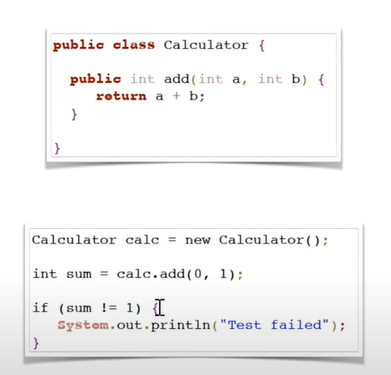 public class Calculator {
public int add(int a, int b) {
return a + b;
}
}
Calculator calc = new Calculator();
int sum = calc.add(0, 1);
if (sum != 1) {
System.out.println("Test failed");
}